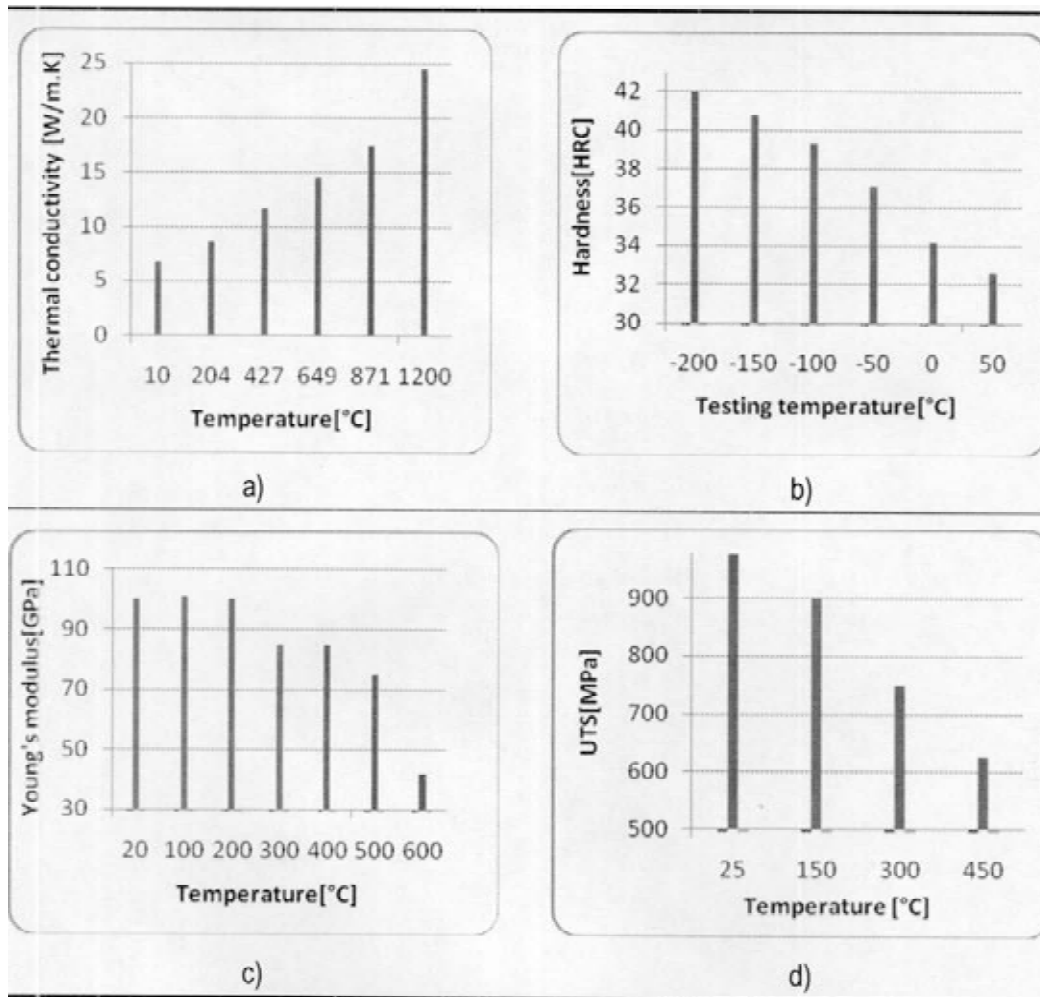 Thermal conductivity [W/m.K]
25
20
15
10
5
0
10 204 427 649 871 1200
Temperature[°C]
a)
Hardness[HRC]
42
40
38
36
34
32
30
-200 -150 -100 -50 0 50
Testing temperature[°C]
b)
Young's modulus[GPa]
110
90
70
50
30
20 100 200 300 400 500 600
Temperature[°C]
c)
UTS[MPa]
900
800
700
600
500
25 150 300 450
Temperature [°C]
d)